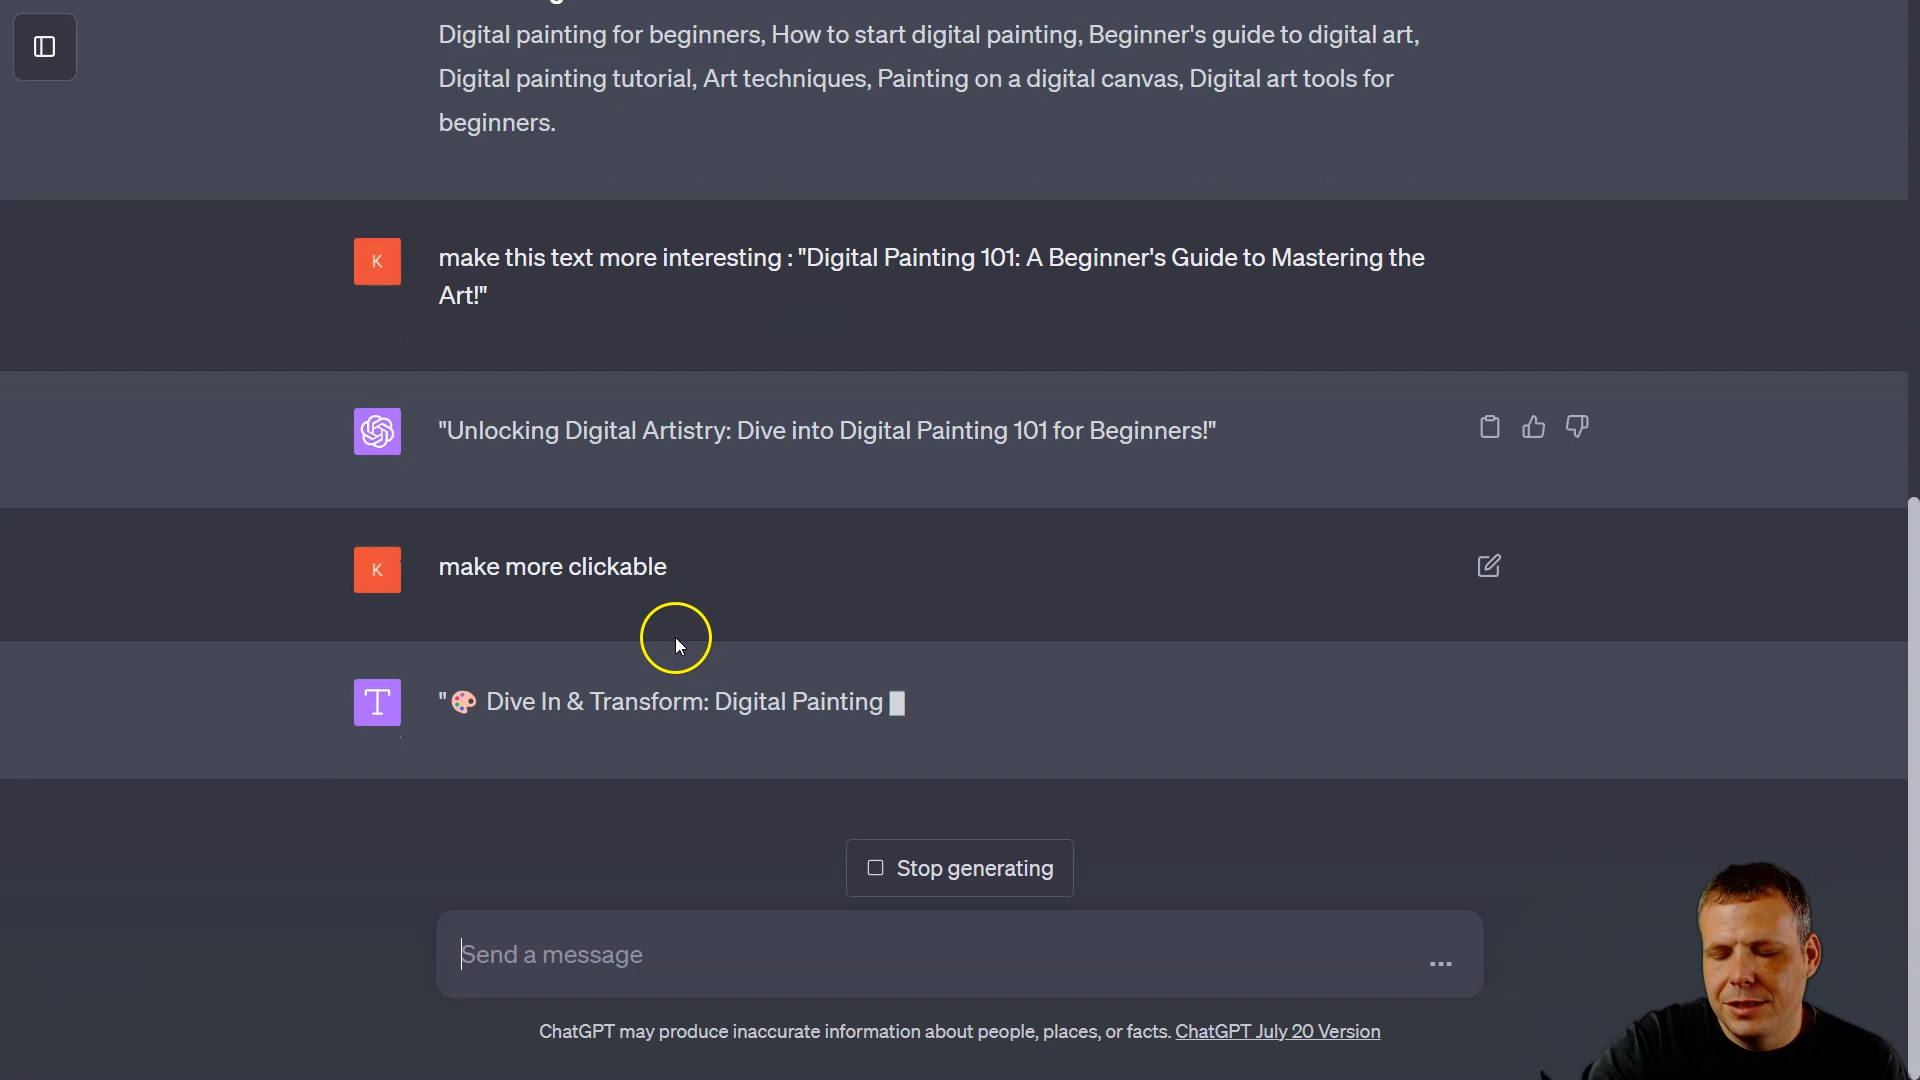 Digital painting for beginners, How to start digital painting, Beginner's guide to digital art,
Digital painting tutorial, Art techniques, Painting on a digital canvas, Digital art tools for
beginners.
K
make this text more interesting : "Digital Painting 101: A Beginner's Guide to Mastering the
Art!"
"Unlocking Digital Artistry: Dive into Digital Painting 101 for Beginners!"
K
make more clickable
T
"🎨 Dive In & Transform: Digital Painting
Stop generating
Send a message
...
ChatGPT may produce inaccurate information about people, places, or facts. ChatGPT July 20 Version